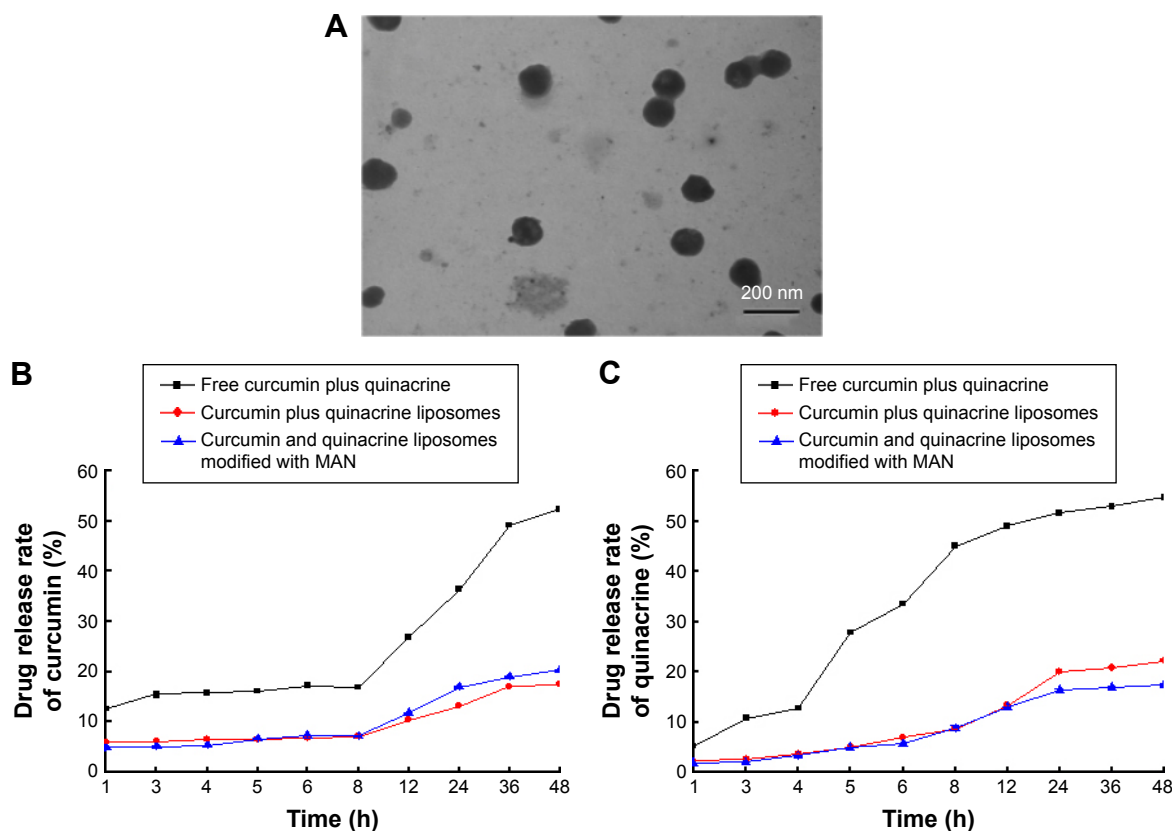 A
200 nm
B
Free curcumin plus quinacrine
Curcumin plus quinacrine liposomes
Curcumin and quinacrine liposomes
modified with MAN
60
50
40
30
20
10
0
Drug release rate
of curcumin (%)
1 3 4 5 6 8 12 24 36 48
Time (h)
C
Free curcumin plus quinacrine
Curcumin plus quinacrine liposomes
Curcumin and quinacrine liposomes
modified with MAN
60
50
40
30
20
10
0
Drug release rate
of quinacrine (%)
1 3 4 5 6 8 12 24 36 48
Time (h)